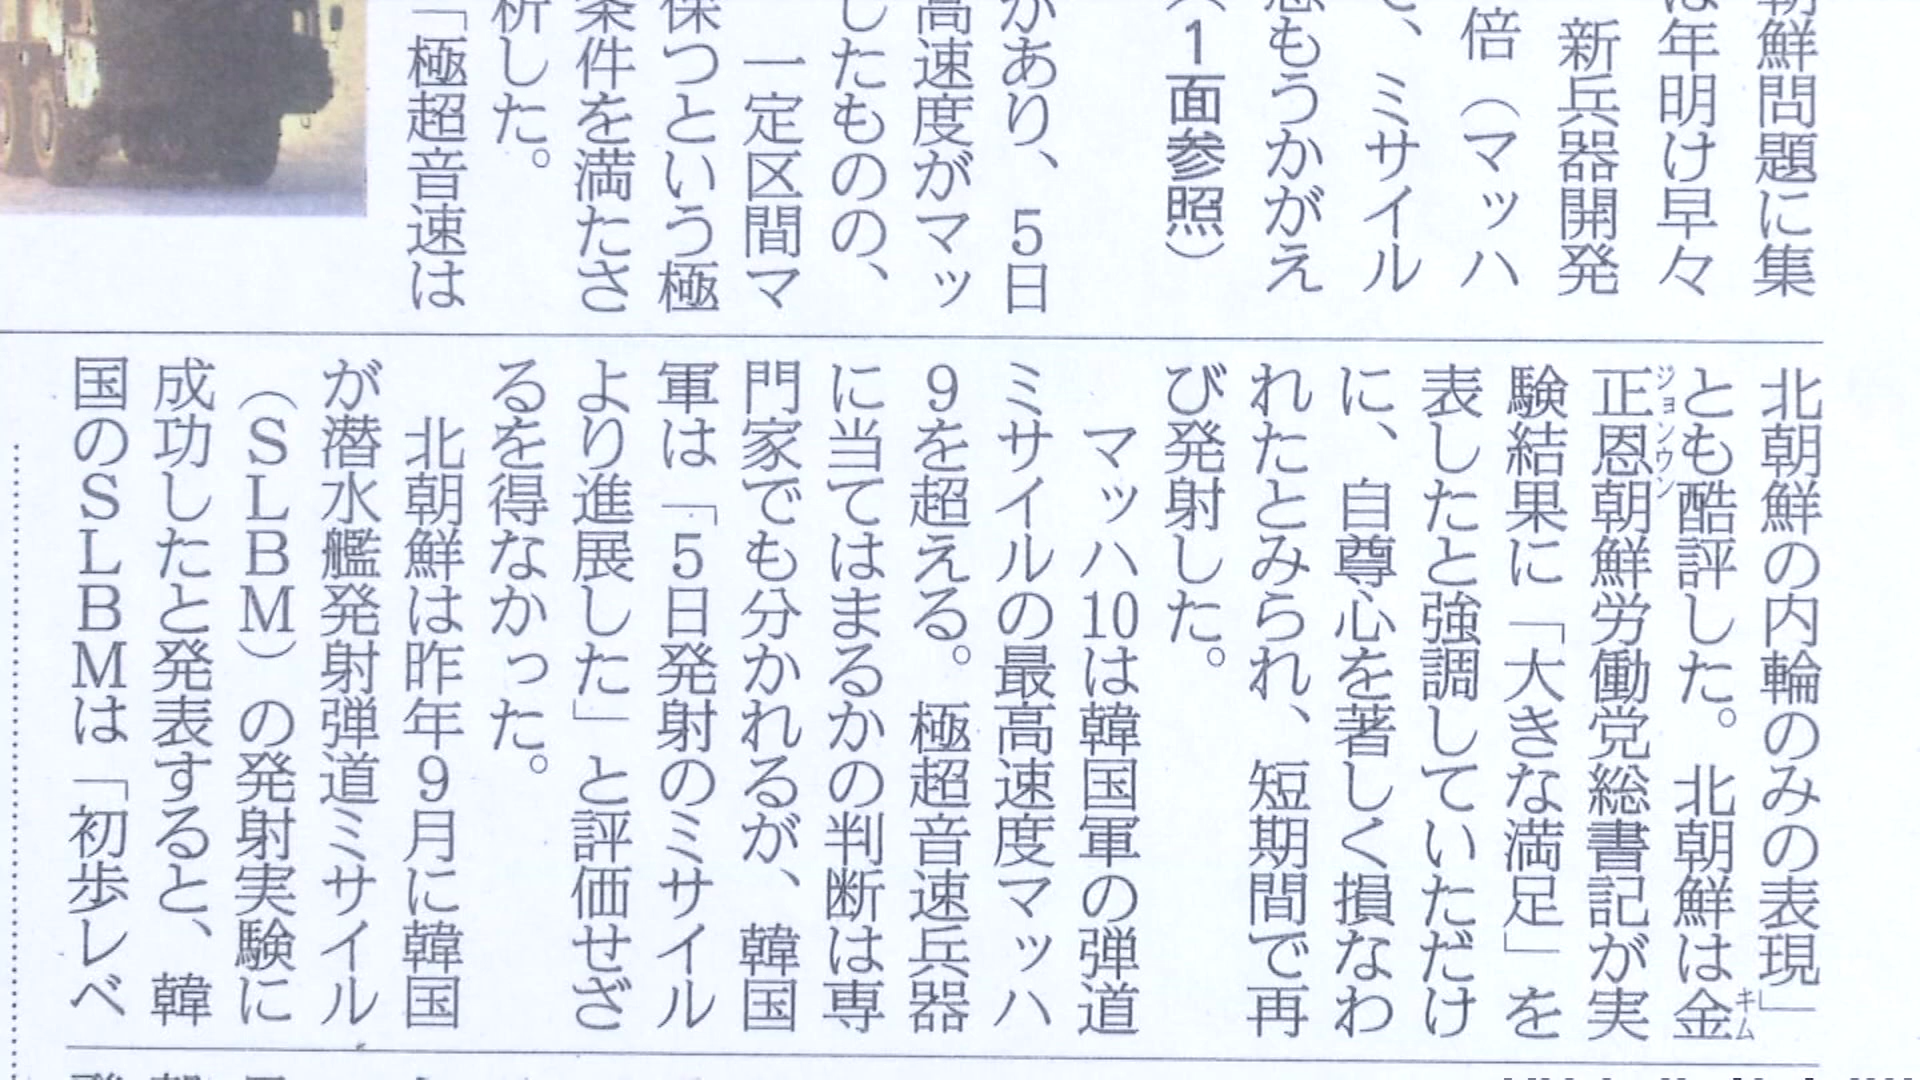 朝鮮問題に集
は年明け早々
新兵器開発
倍（マッハ
、ミサイル
もうかがえ
（1面参照）
があり、5日
高速度がマッ
したものの、
一定区間マ
保つという極
条件を満たさ
析した。
「極超音速は
北朝鮮の内輪のみの表現」
とも酷評した。北朝鮮は金キム
正恩ジョンウン朝鮮労働党総書記が実
験結果に「大きな満足」を
表したと強調していただけ
に、自尊心を著しく損なわ
れたとみられ、短期間で再
び発射した。
マッハ10は韓国軍の弾道
ミサイルの最高速度マッハ
9を超える。極超音速兵器
に当てはまるかの判断は専
門家でも分かれるが、韓国
軍は「5日発射のミサイル
より進展した」と評価せざ
るを得なかった。
北朝鮮は昨年9月に韓国
が潜水艦発射弾道ミサイル
（SLBM）の発射実験に
成功したと発表すると、韓
国のSLBMは「初歩レベ